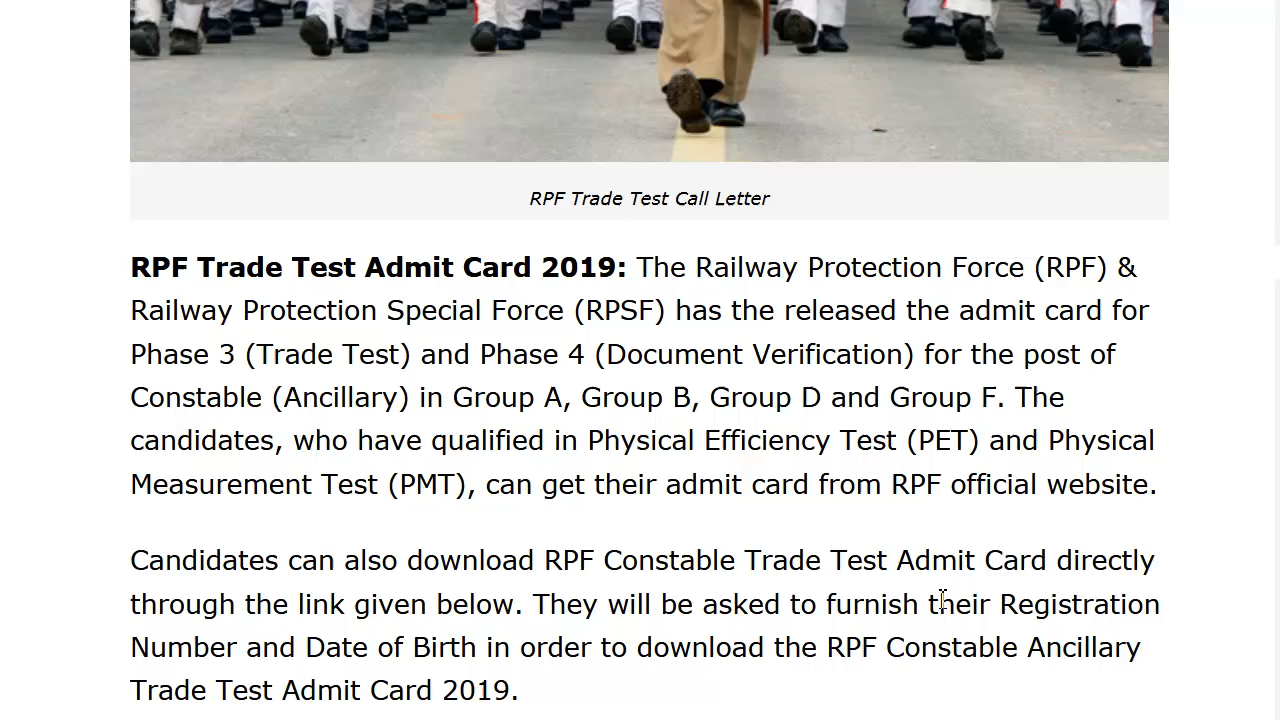 RPF Trade Test Call Letter
RPF Trade Test Admit Card 2019: The Railway Protection Force (RPF) &
Railway Protection Special Force (RPSF) has the released the admit card for
Phase 3 (Trade Test) and Phase 4 (Document Verification) for the post of
Constable (Ancillary) in Group A, Group B, Group D and Group F. The
candidates, who have qualified in Physical Efficiency Test (PET) and Physical
Measurement Test (PMT), can get their admit card from RPF official website.
Candidates can also download RPF Constable Trade Test Admit Card directly
through the link given below. They will be asked to furnish their Registration
Number and Date of Birth in order to download the RPF Constable Ancillary
Trade Test Admit Card 2019.